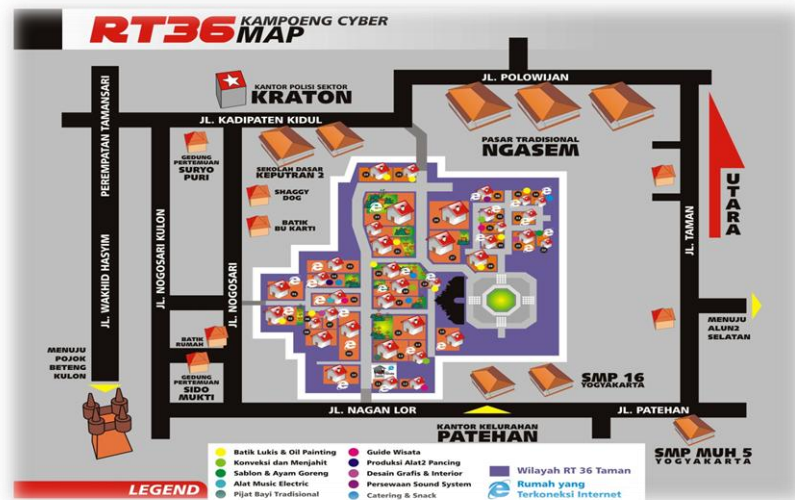 RT36 KAMPOENG CYBER
MAP
KANTOR POLISI SEKTOR
KRATON
JL. POLOWIJAN
JL. KADIPATEN KIDUL
PEREMPATAN TAMANSARI
JL. WAKHID HASYIM
JL. NOGOSARI KULON
JL. NOGOSARI
GEDUNG
PERTEMUAN
SURYO
PURI
SEKOLAH DASAR
KEPUTRAN 2
SHAGGY
DOG
BATIK
BU KARTI
PASAR TRADISIONAL
NGASEM
UTARA
JL. TAMAN
MENUJU
ALUN2
SELATAN
BATIK
RUMAH
GEDUNG
PERTEMUAN
SIDO
MUKTI
MENUJU
POJOK
BETENG
KULON
SMP 16
YOGYAKARTA
JL. NAGAN LOR
JL. PATEHAN
KANTOR KELURAHAN
PATEHAN
SMP MUH 5
YOGYAKARTA
LEGEND
Batik Lukis & Oil Painting
Konveksi dan Menjahit
Sablon & Ayam Goreng
Alat Music Electric
Pijat Bayi Tradisional
Guide Wisata
Produksi Alat2 Pancing
Desain Grafis & Interior
Persewaan Sound System
Catering & Snack
Wilayah RT 36 Taman
Rumah yang
Terkoneksi Internet